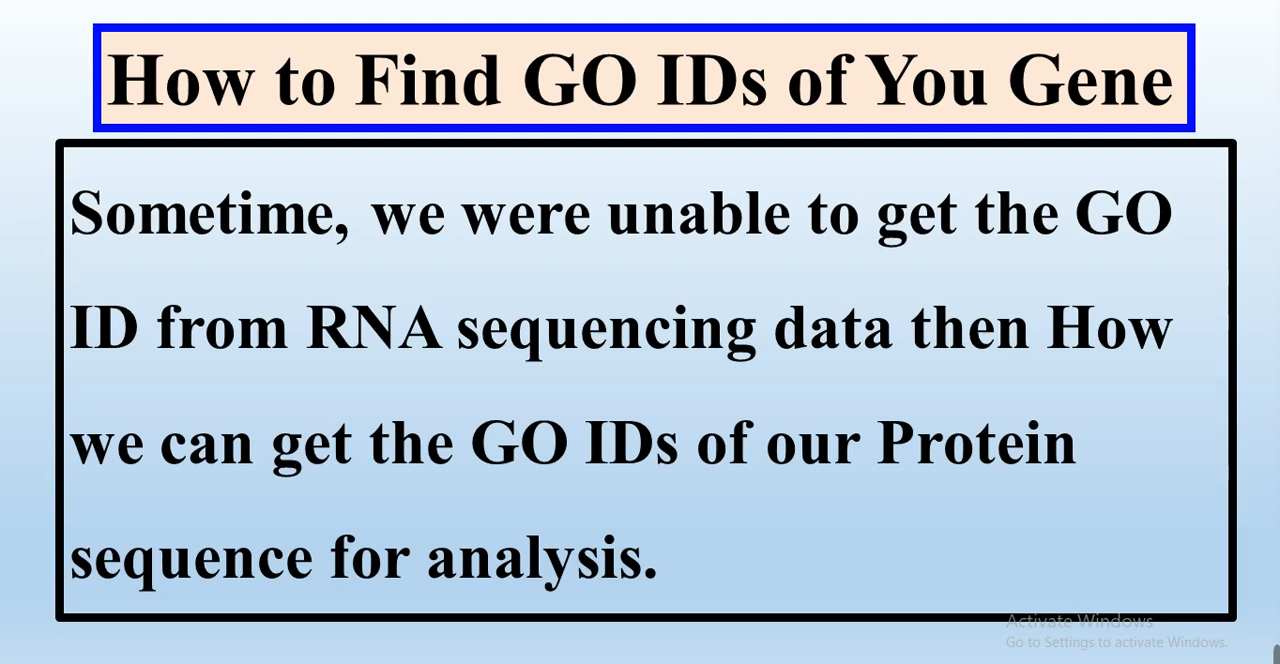 How to Find GO IDs of You Gene
Sometime, we were unable to get the GO
ID from RNA sequencing data then How
we can get the GO IDs of our Protein
sequence for analysis.
Activate Windows
Go to Settings to activate Windows.